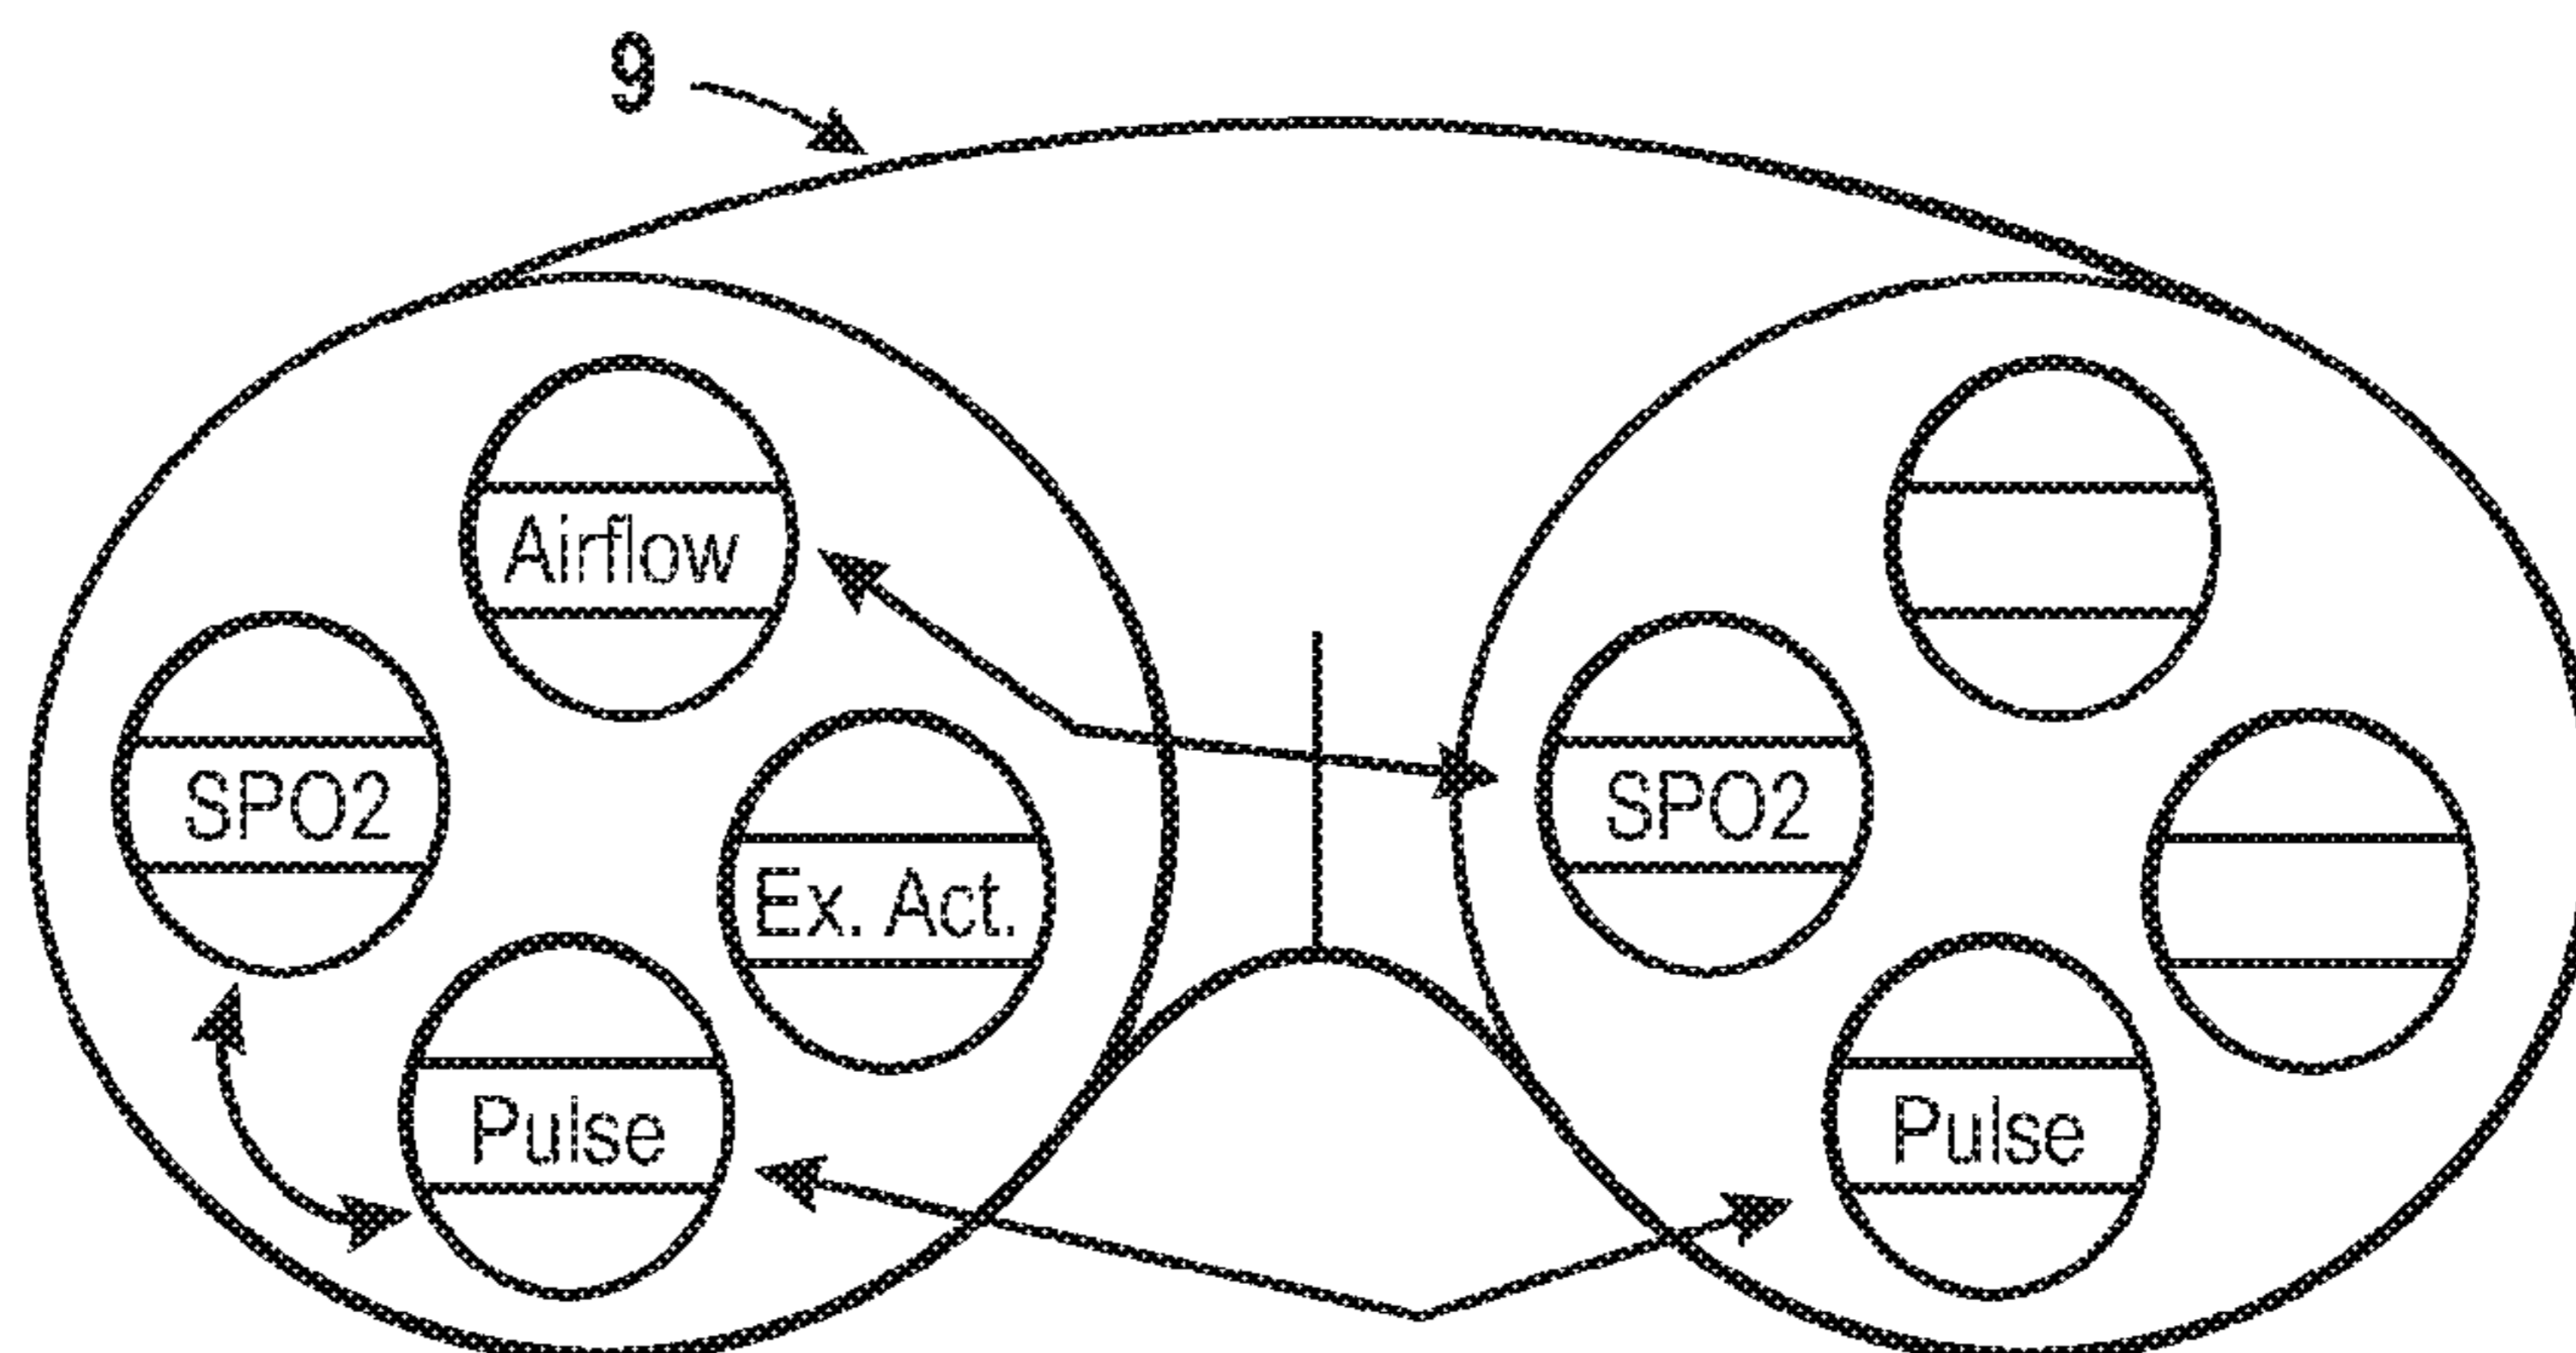 9
Airflow
SPO2
Ex. Act.
Pulse
SPO2
Pulse